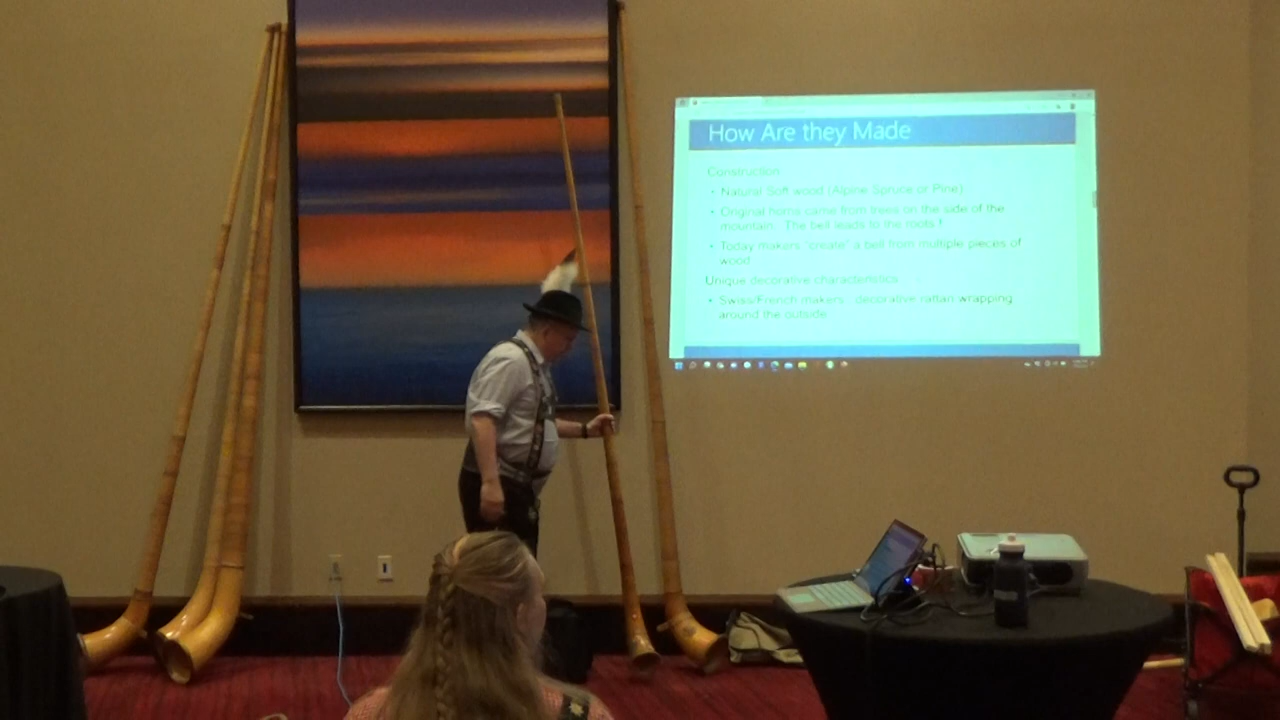 How Are they Made
Construction
• Natural Soft wood (Alpine Spruce or Pine)
• Original horns came from trees on the side of the
mountain. The bell leads to the roots !
• Today makers "create" a bell from multiple pieces of
wood.
Unique decorative characteristics
• Swiss/French makers: decorative rattan wrapping
around the outside